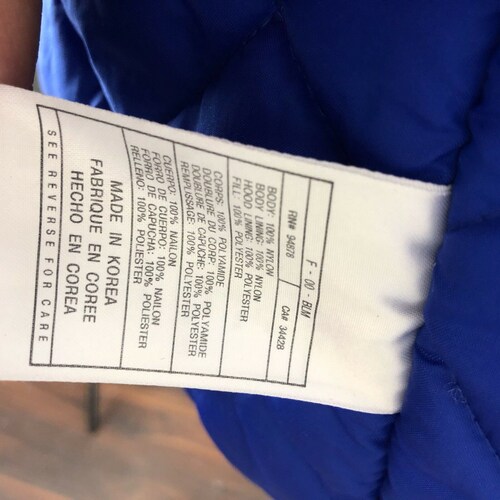 F - 00 - BLM
RN# 94878 CA# 34428
BODY: 100% NYLON
BODY LINING: 100% NYLON
HOOD LINING: 100% POLYESTER
FILL: 100% POLYESTER
CORPS: 100% POLYAMIDE
DOUBLURE DU CORP: 100% POLYAMIDE
DOUBLURE DE CAPUCHE: 100% POLYESTER
REMPLISSAGE: 100% POLYESTER
CUERPO: 100% NAILON
FORRO DE CUERPO: 100% NAILON
FORRO DE CAPUCHA: 100% POLIESTER
RELLENO: 100% POLIESTER
MADE IN KOREA
FABRIQUE EN COREE
HECHO EN COREA
SEE REVERSE FOR CARE